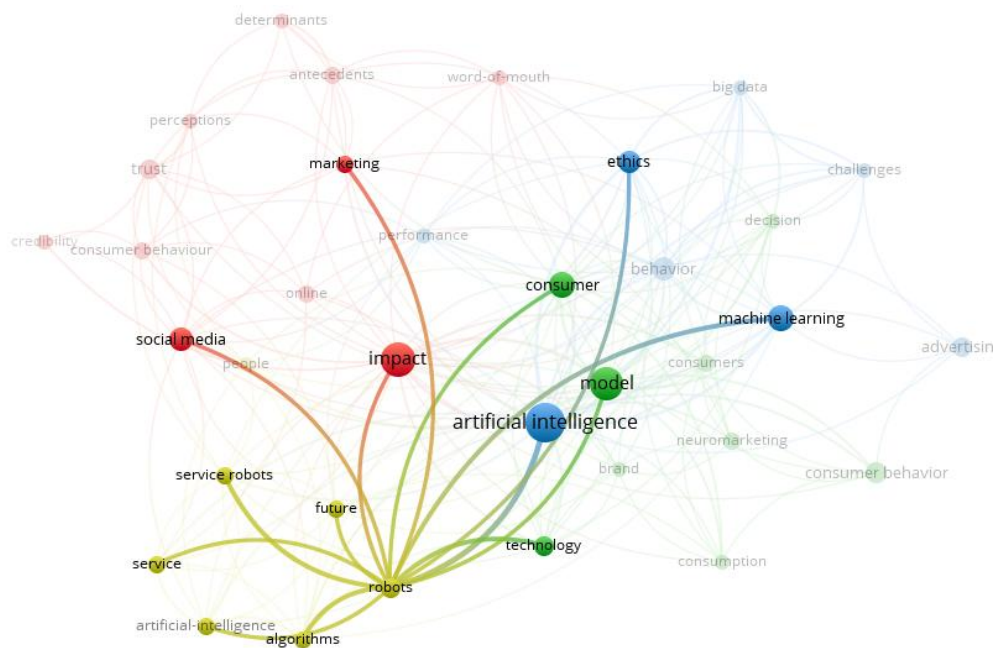 determinants
antecedents
word-of-mouth
big data
perceptions
marketing
ethics
trust
challenges
decision
credibility
consumer behaviour
performance
behavior
online
consumer
machine learning
social media
impact
people
consumers
advertisin
model
artificial intelligence
neuromarketing
service robots
brand
consumer behavior
future
technology
service
consumption
robots
artificial-intelligence
algorithms